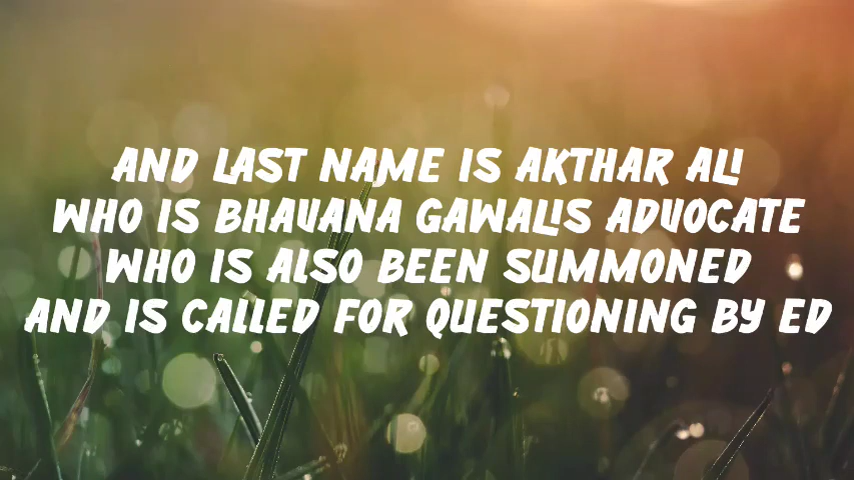 AND LAST NAME IS AKTHAR ALI
WHO IS BHAVANA GAWALIS ADVOCATE
WHO IS ALSO BEEN SUMMONED
AND IS CALLED FOR QUESTIONING BY ED